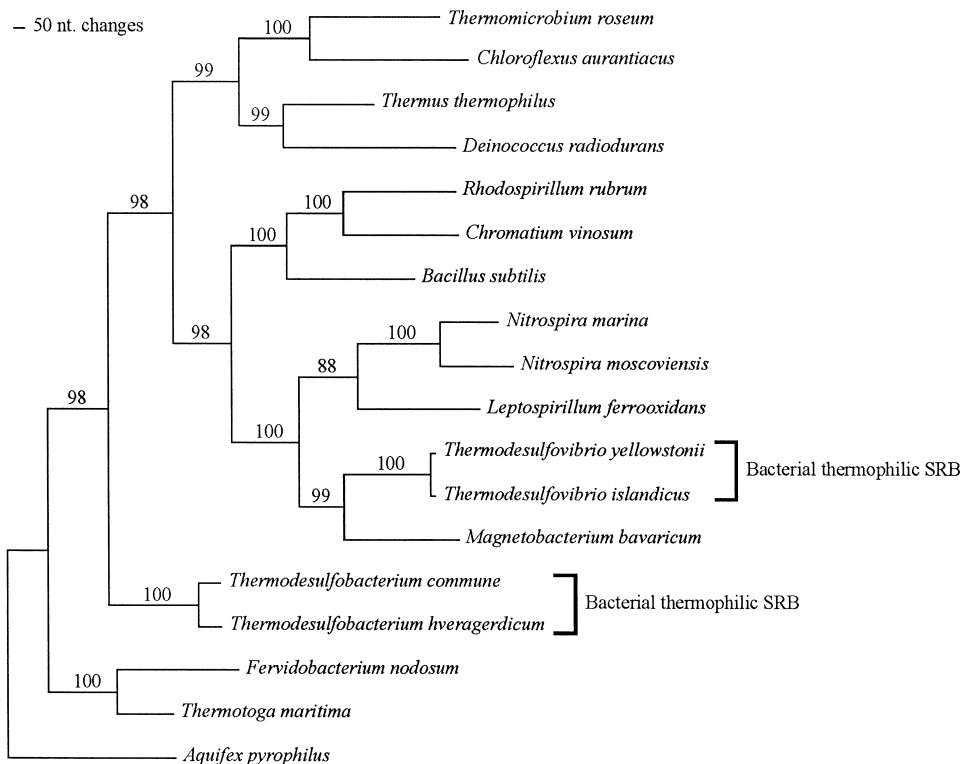 Thermomicrobium roseum
50 nt. changes
100
Chloroflexus aurantiacus
99
Thermus thermophilus
99
Deinococcus radiodurans
Rhodospirillum rubrum
98
100
Chromatium vinosum
100
Bacillus subtilis
Nitrospira marina
98
100
Nitrospira moscoviensis
88
98
Leptospirillum ferrooxidans
100
Thermodesulfovibrio yellowstonii
100
Bacterial thermophilic SRB
Thermodesulfovibrio islandicus
99
Magnetobacterium bavaricum
Thermodesulfobacterium commune
100
Bacterial thermophilic SRB
Thermodesulfobacterium hveragerdicum
Fervidobacterium nodosum
100
Thermotoga maritima
Aquifex pyrophilus